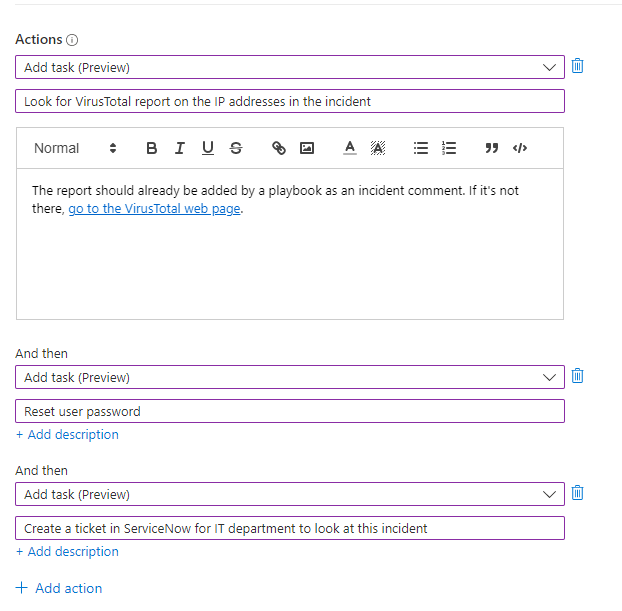 Actions
Add task (Preview)
Look for VirusTotal report on the IP addresses in the incident
Normal B I U S A A
The report should already be added by a playbook as an incident comment. If it's not
there, go to the VirusTotal web page.
And then
Add task (Preview)
Reset user password
+ Add description
And then
Add task (Preview)
Create a ticket in ServiceNow for IT department to look at this incident
+ Add description
+ Add action